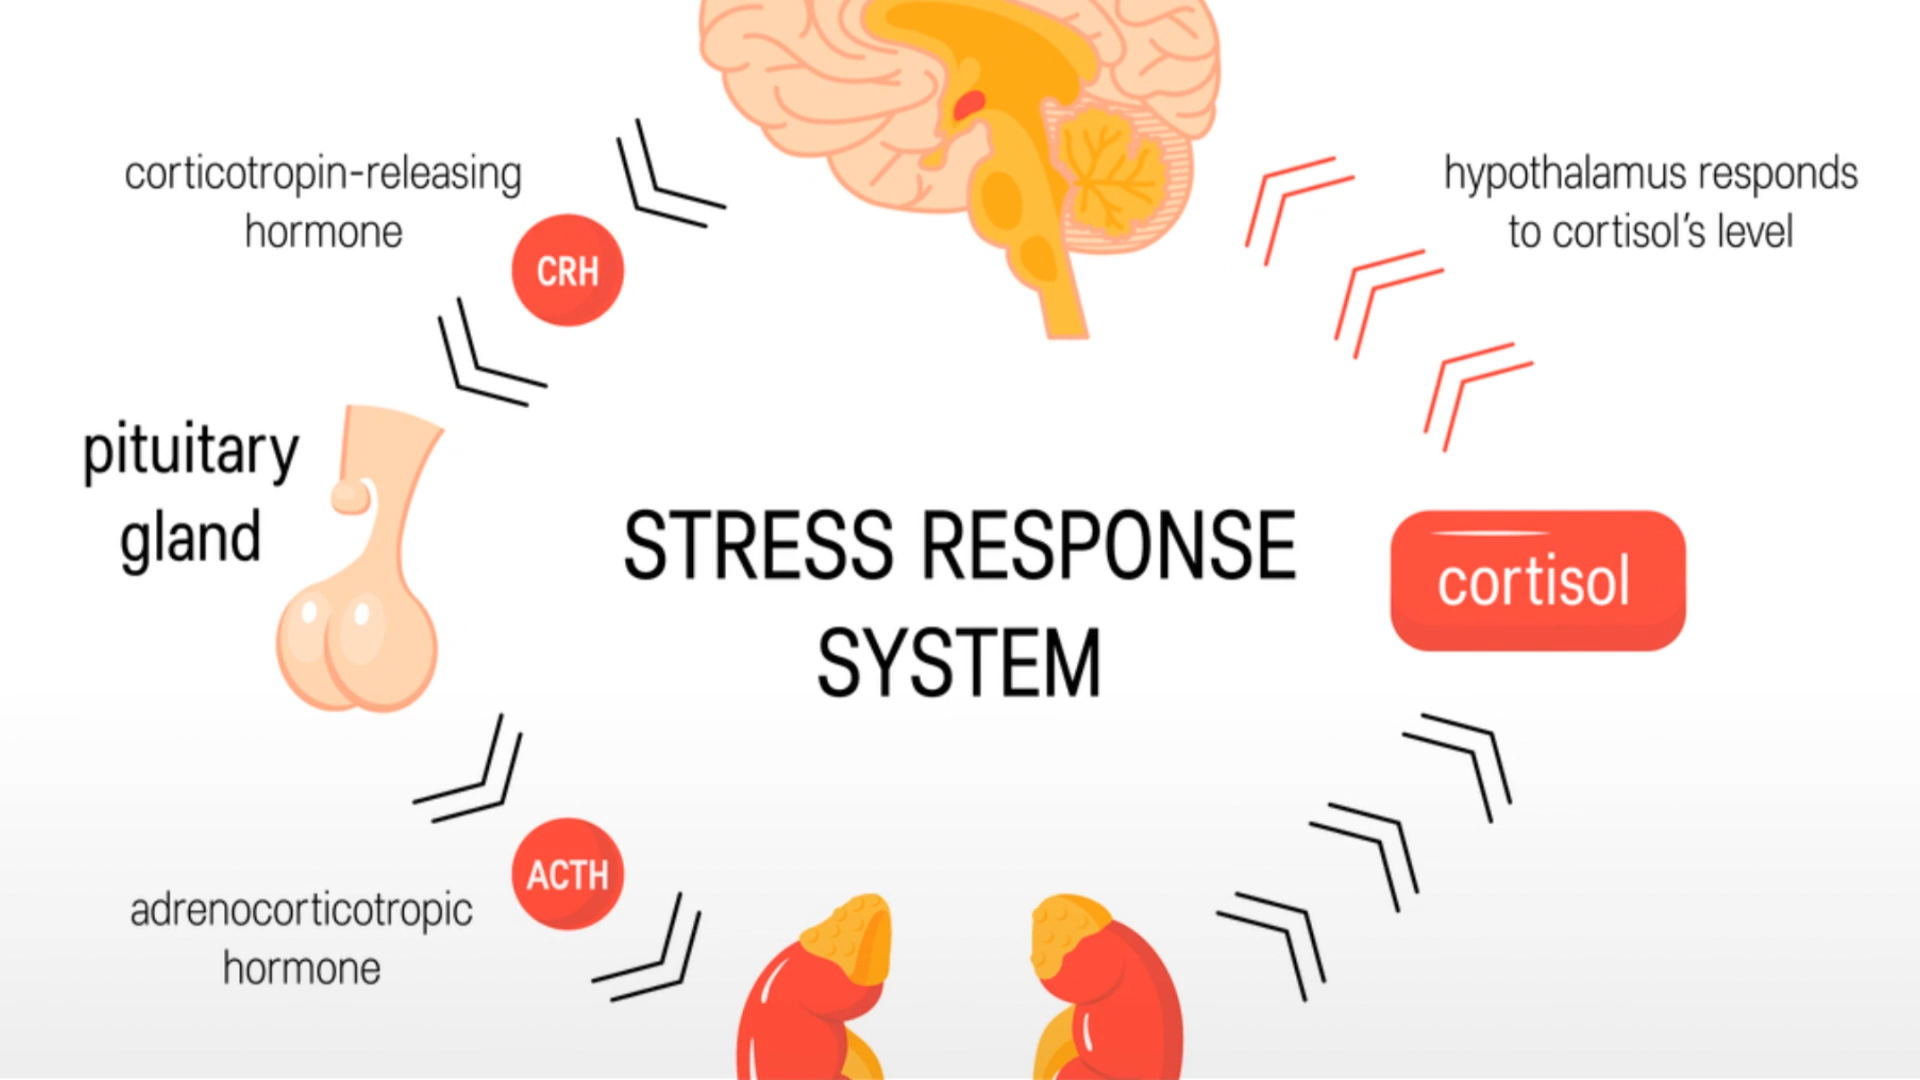 corticotropin-releasing
hormone
CRH
hypothalamus responds
to cortisol’s level
pituitary
gland
STRESS RESPONSE
SYSTEM
cortisol
ACTH
adrenocorticotropic
hormone